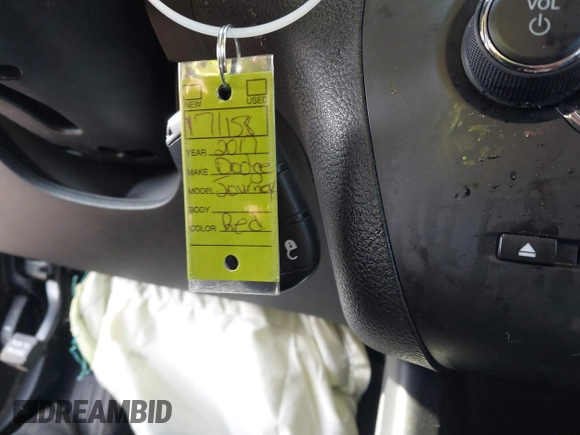 VOL
NEW USED
171158
YEAR 2017
MAKE Dodge
MODEL Journey
BODY
COLOR Red
DREAMBID